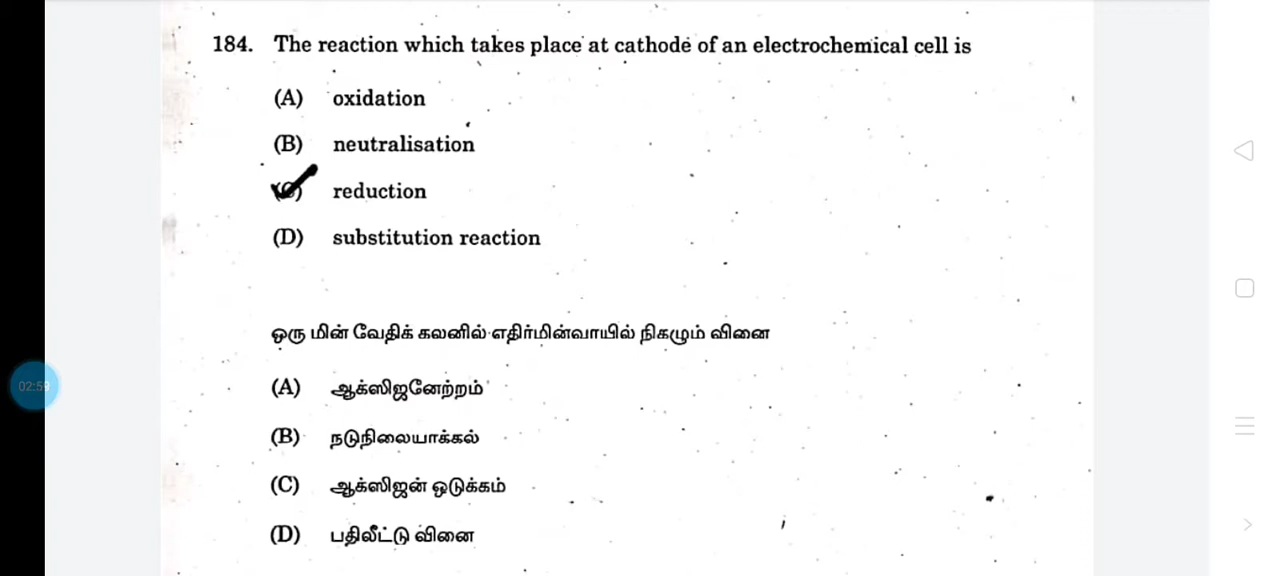 184. The reaction which takes place at cathode of an electrochemical cell is
(A) oxidation
(B) neutralisation
(C) reduction
(D) substitution reaction
ஒரு மின் வேதிக் கலனில் எதிர்மின்வாயில் நிகழும் வினை
(A) ஆக்ஸிஜனேற்றம்
(B) நடுநிலையாக்கல்
(C) ஆக்ஸிஜன் ஒடுக்கம்
(D) பதிலீட்டு வினை
02:59